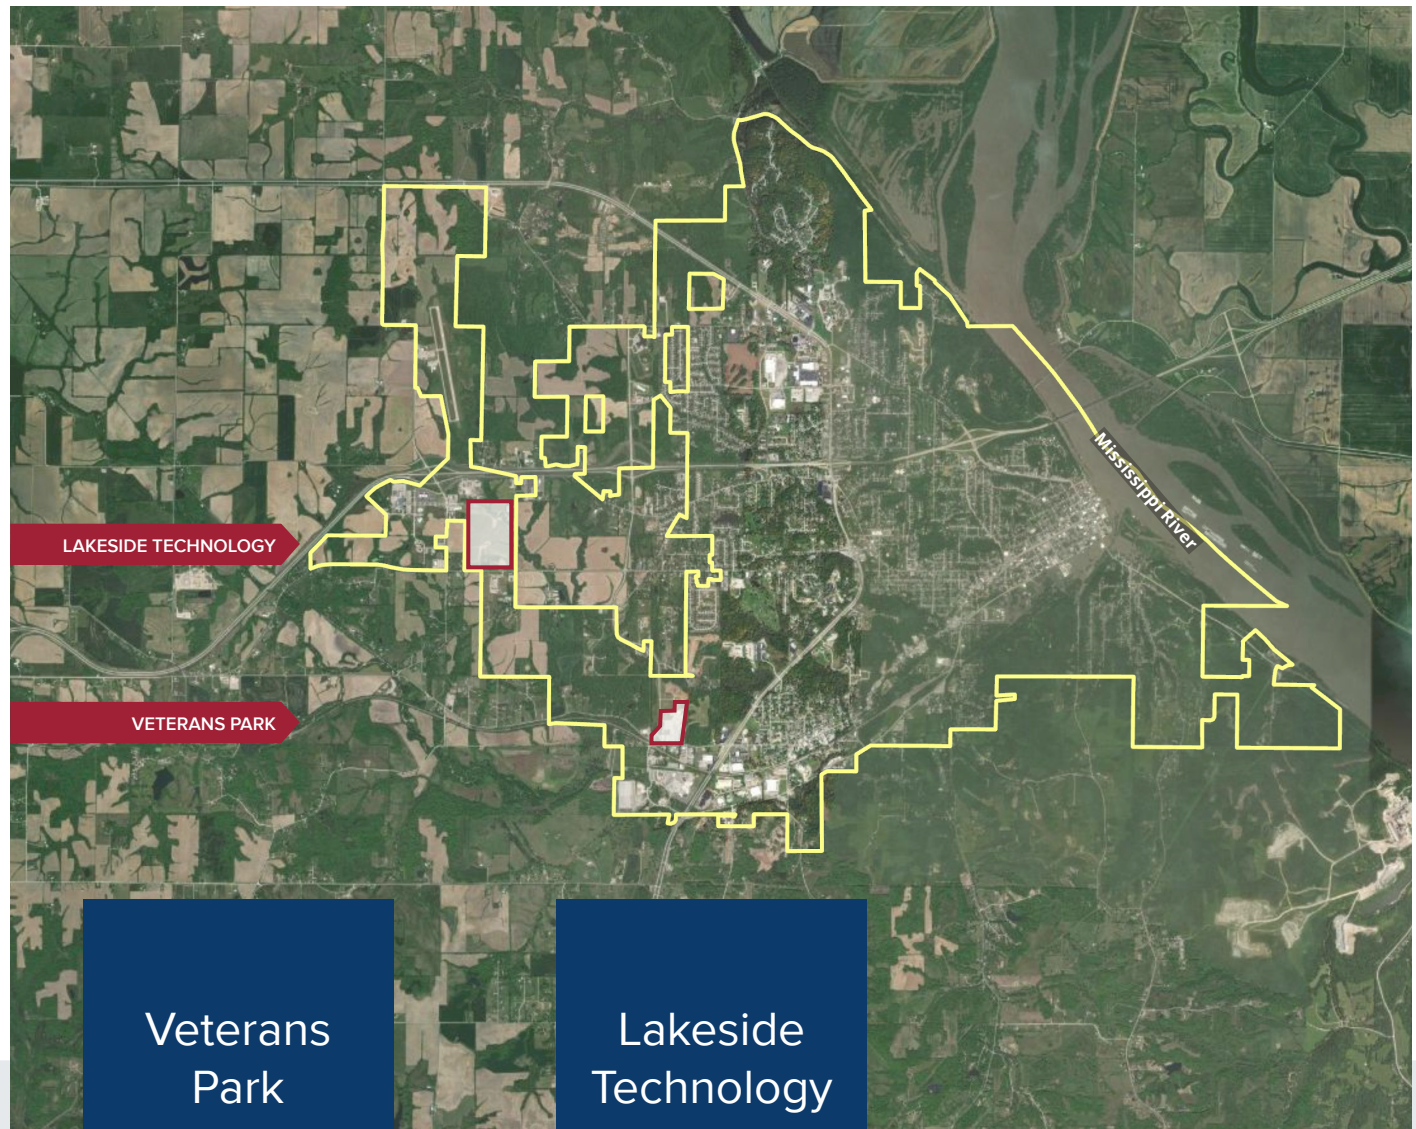 Mississippi River
LAKESIDE TECHNOLOGY
VETERANS PARK
Veterans
Park
Lakeside
Technology